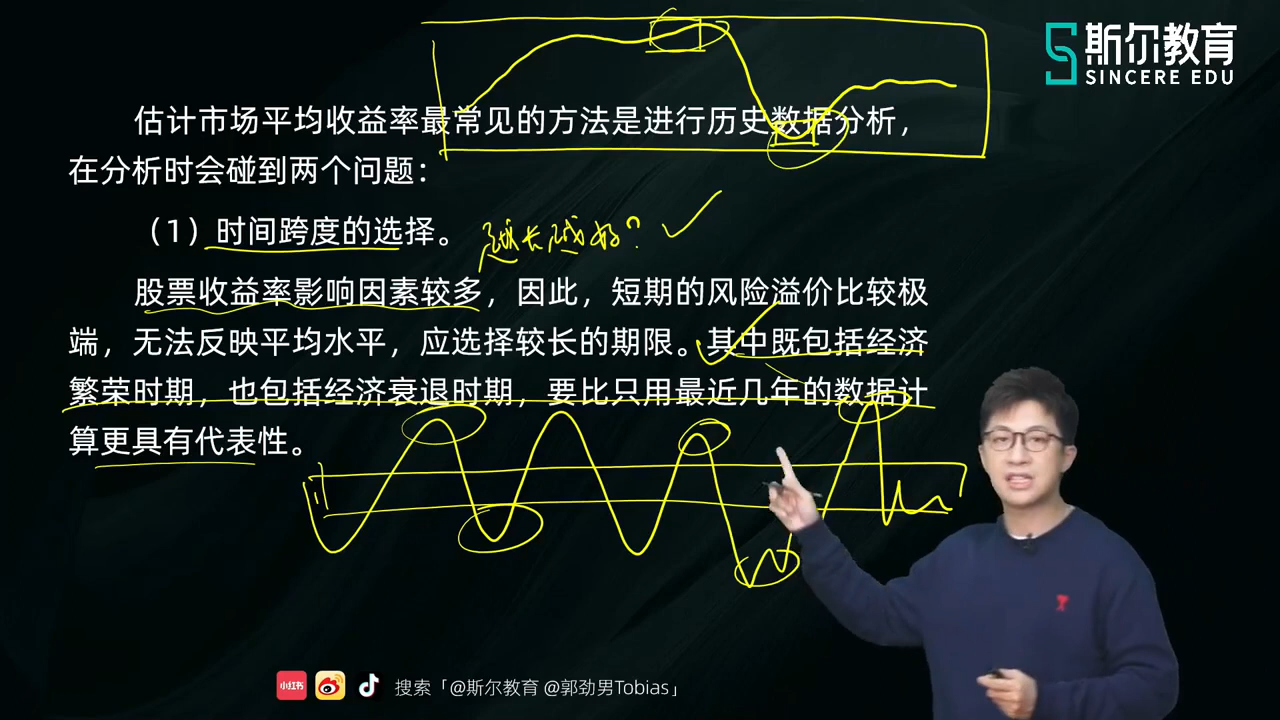 斯尔教育
SINCERE EDU
估计市场平均收益率最常见的方法是进行历史数据分析，
在分析时会碰到两个问题：
（1）时间跨度的选择。 越长越好？
股票收益率影响因素较多，因此，短期的风险溢价比较极
端，无法反映平均水平，应选择较长的期限。其中既包括经济
繁荣时期，也包括经济衰退时期，要比只用最近几年的数据计
算更具有代表性。
小红书
搜索「@斯尔教育 @郭劲男Tobias」